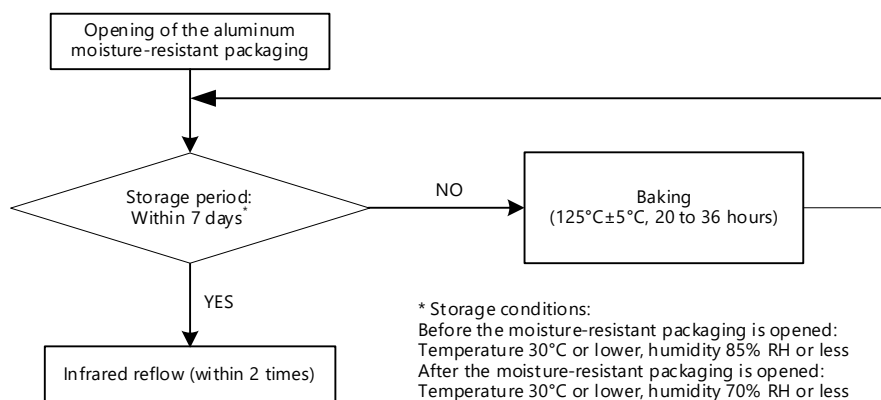 Opening of the aluminum
moisture-resistant packaging
Storage period:
Within 7 days*
NO
Baking
(125°C±5°C, 20 to 36 hours)
YES
Infrared reflow (within 2 times)
* Storage conditions:
Before the moisture-resistant packaging is opened:
Temperature 30°C or lower, humidity 85% RH or less
After the moisture-resistant packaging is opened:
Temperature 30°C or lower, humidity 70% RH or less